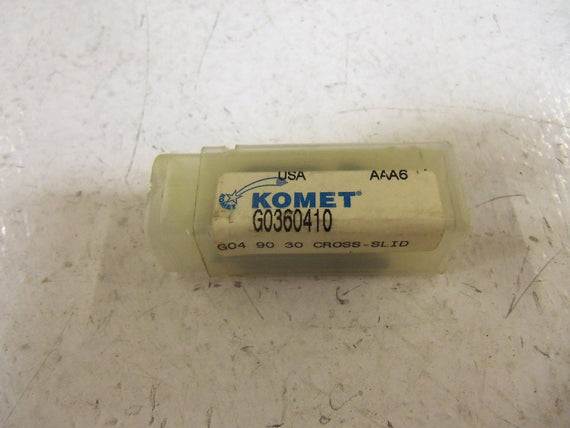 USA AAA6
KOMET®
G0360410
G04 90 30 CROSS-SLID